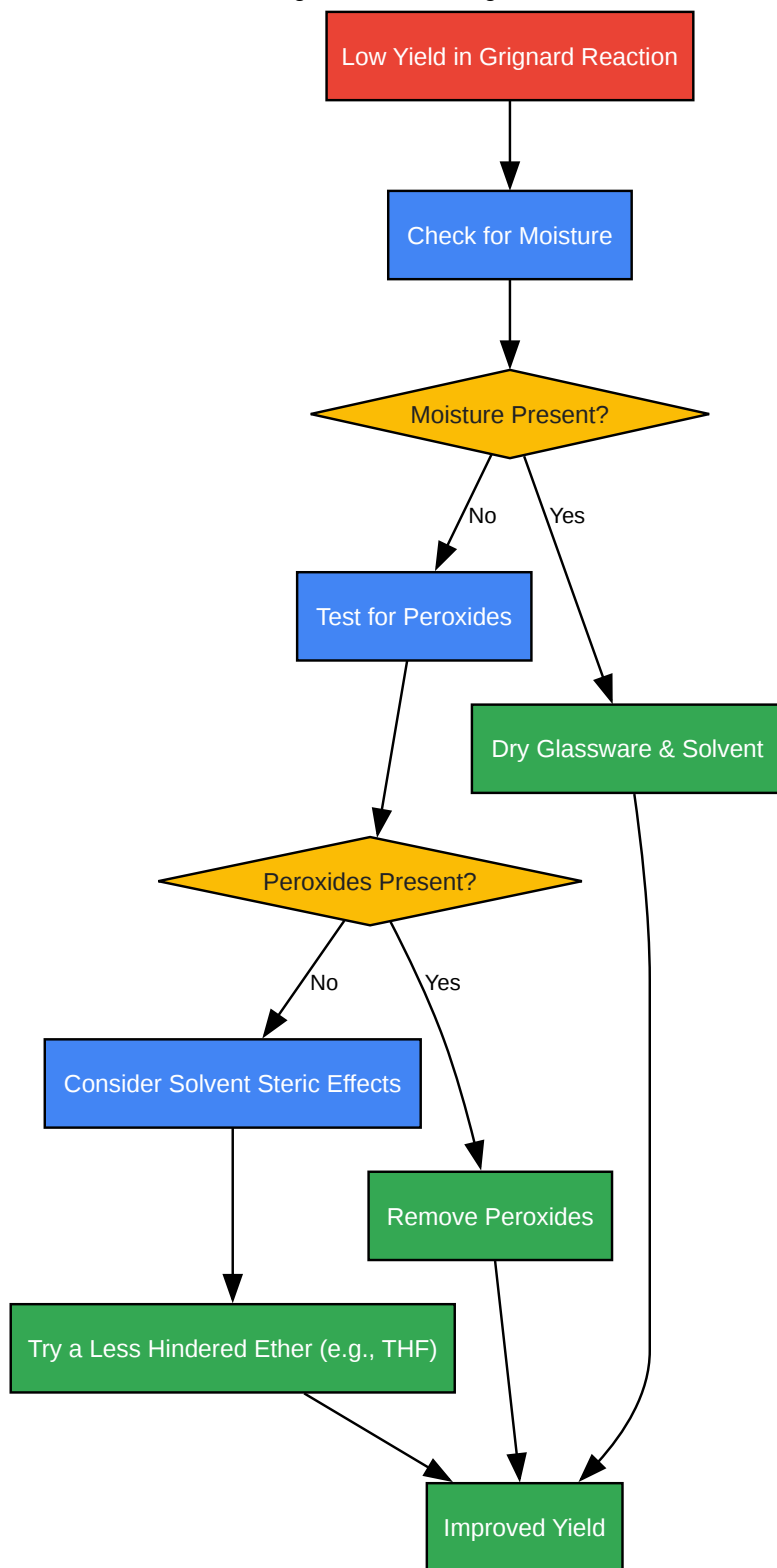 Low Yield in Grignard Reaction
Check for Moisture
Moisture Present?
No
Yes
Test for Peroxides
Dry Glassware & Solvent
Peroxides Present?
No
Yes
Consider Solvent Steric Effects
Remove Peroxides
Try a Less Hindered Ether (e.g., THF)
Improved Yield